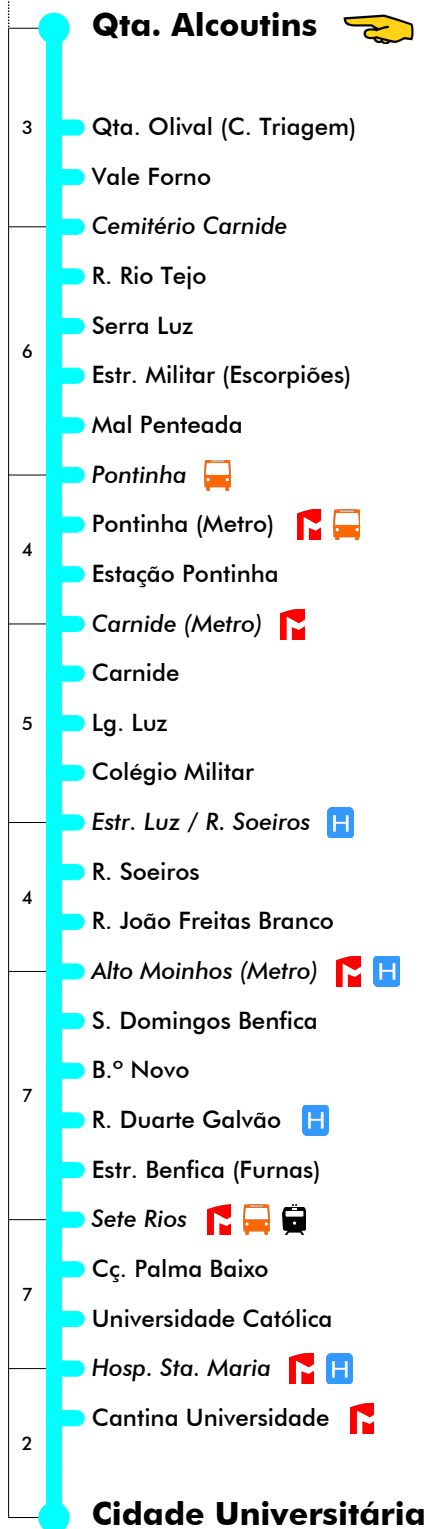 Qta. Alcoutins
3
Qta. Olival (C. Triagem)
Vale Forno
Cemitério Carnide
R. Rio Tejo
Serra Luz
6
Estr. Militar (Escorpiões)
Mal Penteada
Pontinha
Pontinha (Metro)
4
Estação Pontinha
Carnide (Metro)
Carnide
5
Lg. Luz
Colégio Militar
Estr. Luz / R. Soeiros H
R. Soeiros
4
R. João Freitas Branco
Alto Moinhos (Metro) H
S. Domingos Benfica
B.º Novo
7
R. Duarte Galvão H
Estr. Benfica (Furnas)
Sete Rios
Cç. Palma Baixo
7
Universidade Católica
Hosp. Sta. Maria H
Cantina Universidade
2
Cidade Universitária